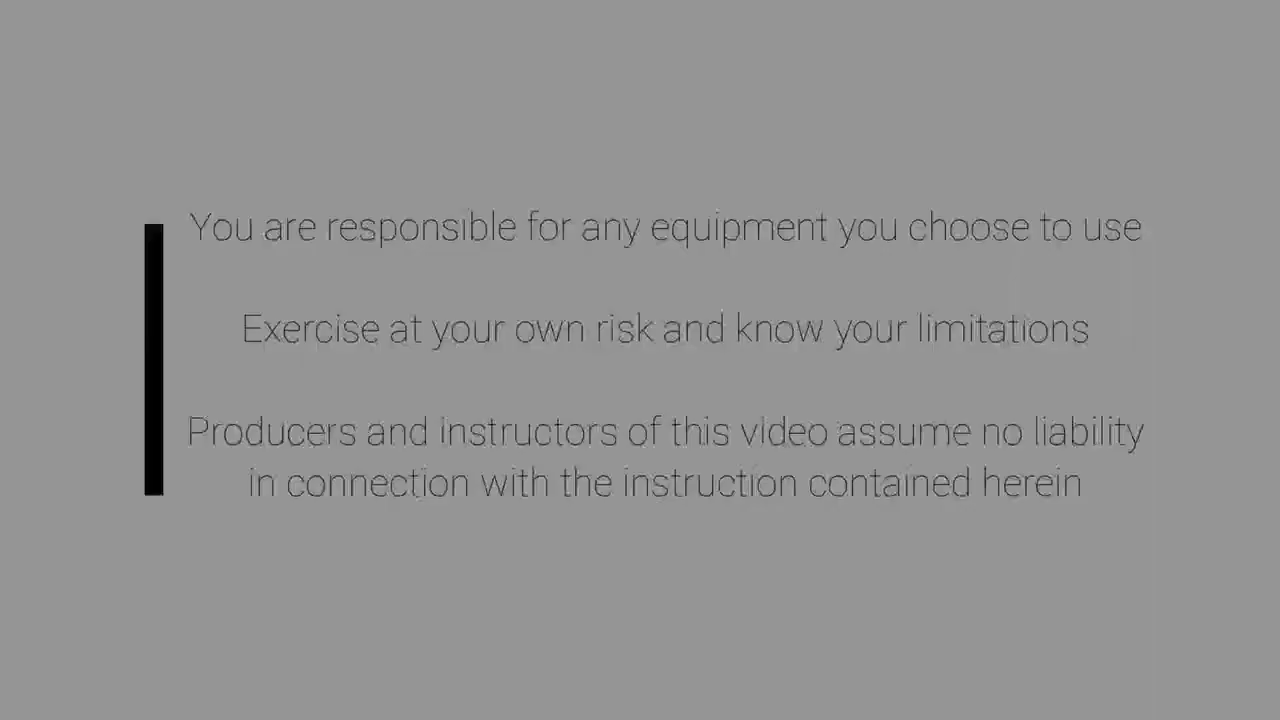 You are responsible for any equipment you choose to use
Exercise at your own risk and know your limitations
Producers and instructors of this video assume no liability
in connection with the instruction contained herein